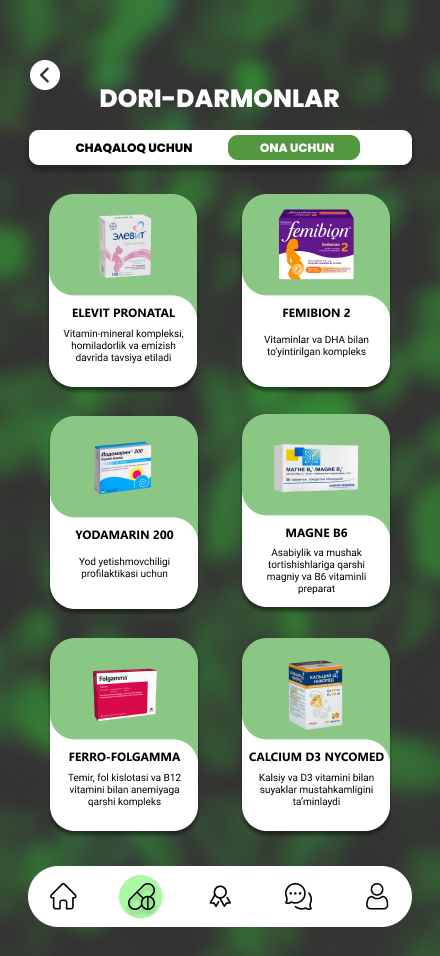 DORI-DARMONLAR
CHAQALOQ UCHUN
ONA UCHUN
элевит
femibion
2
ELEVIT PRONATAL
Vitamin-mineral kompleksi,
homiladorlik va emizish
davrida tavsiya etiladi
FEMIBION 2
Vitaminlar va DHA bilan
to'yintirilgan kompleks
Йодомарин® 200
МАГНЕ В₆ /MAGNE B₆
YODAMARIN 200
Yod yetishmovchiligi
profilaktikasi uchun
MAGNE B6
Asabiylik va mushak
tortishishlariga qarshi
magniy va B6 vitaminli
preparat
Folgamma
КАЛЬЦИЙ-Д₃
НИКОМЕД
FERRO-FOLGAMMA
Temir, fol kislotasi va B12
vitamini bilan anemiyaga
qarshi kompleks
CALCIUM D3 NYCOMED
Kalsiy va D3 vitamini bilan
suyaklar mustahkamligini
ta'minlaydi